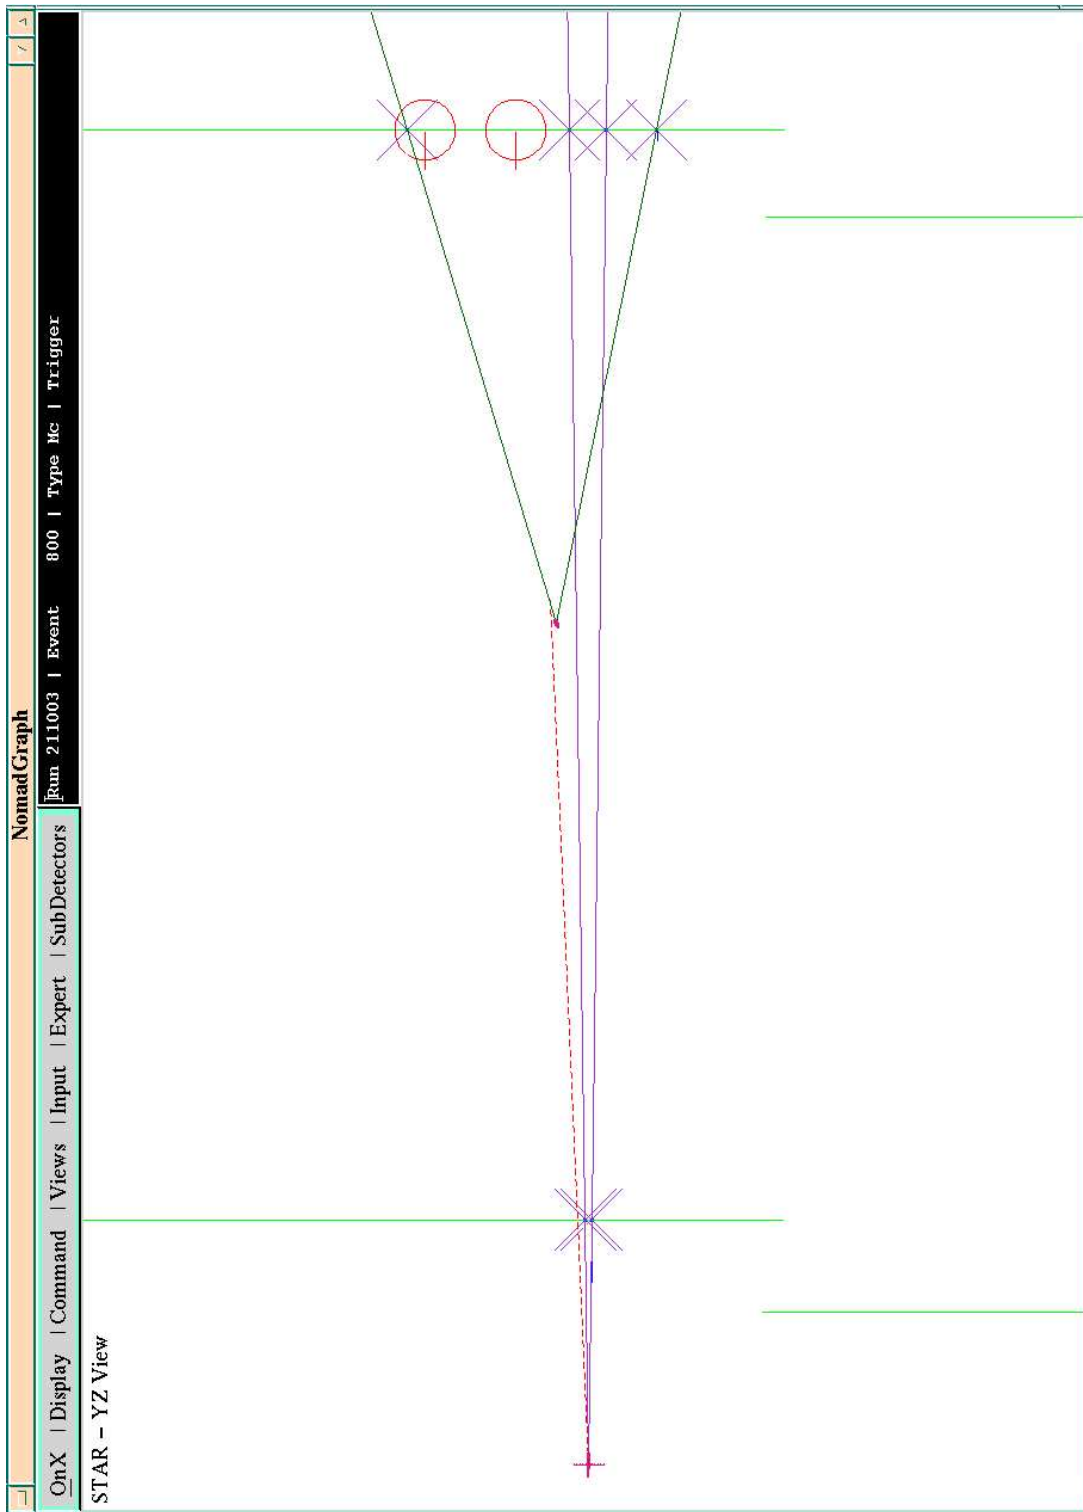 NomadGraph
OnX | Display | Command | Views | Input | Expert | SubDetectors
Run 211003 | Event 800 | Type Mc | Trigger
STAR - YZ View